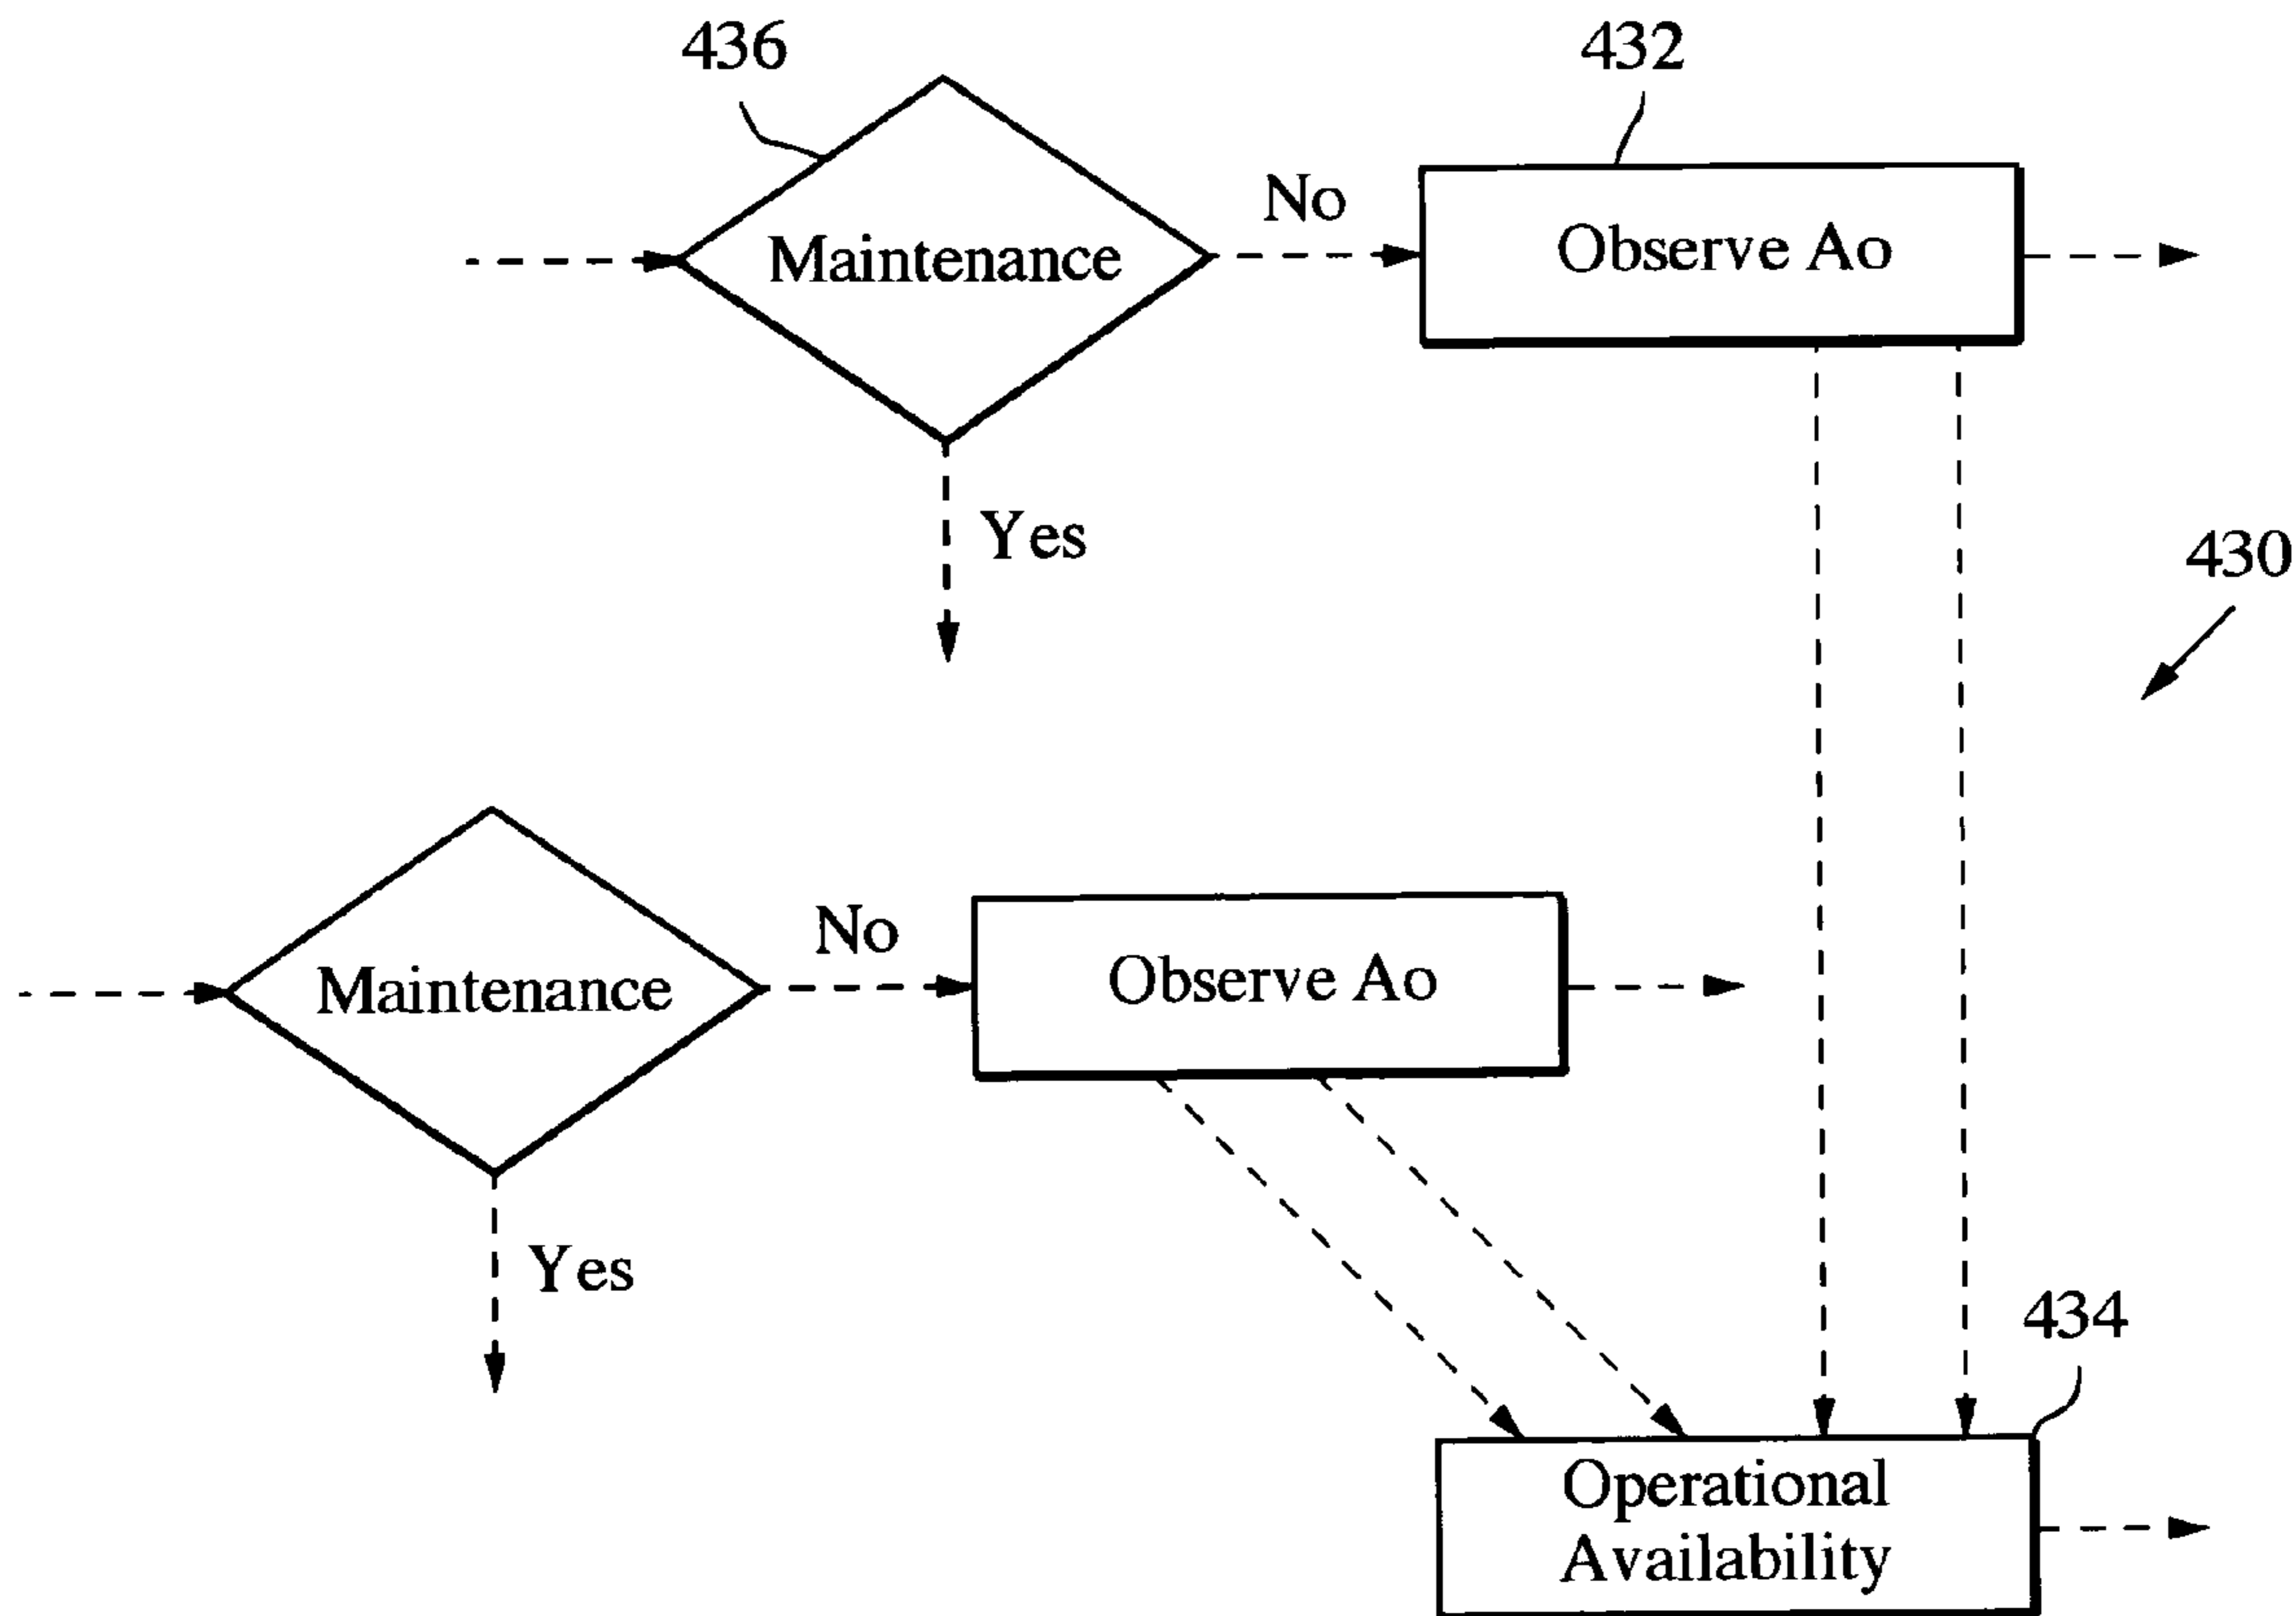 436
432
No
Maintenance
Observe Ao
Yes
430
No
Maintenance
Observe Ao
Yes
434
Operational
Availability